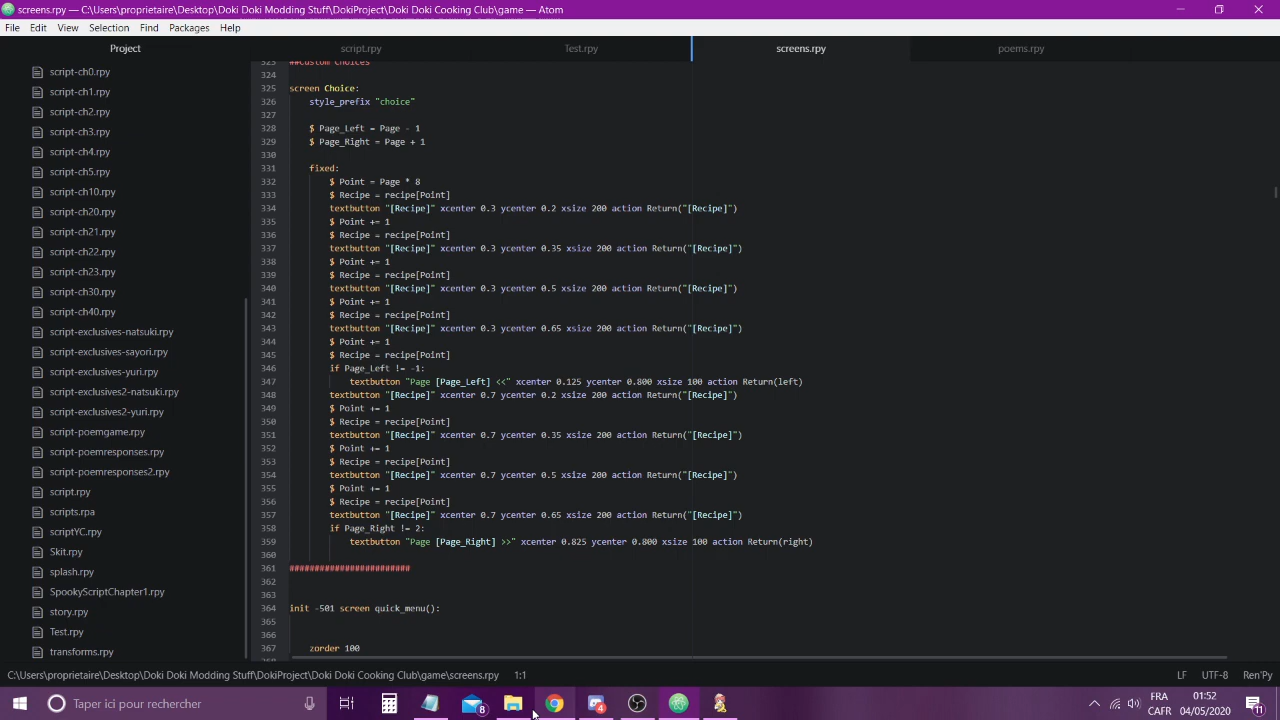 screens.rpy — C:\Users\proprietaire\Desktop\Doki Doki Modding Stuff\DokiProject\Doki Doki Cooking Club\game — Atom
File Edit View Selection Find Packages Help
Project script.rpy Test.rpy screens.rpy poems.rpy
script-ch0.rpy
script-ch1.rpy
script-ch2.rpy
script-ch3.rpy
script-ch4.rpy
script-ch5.rpy
script-ch10.rpy
script-ch20.rpy
script-ch21.rpy
script-ch22.rpy
script-ch23.rpy
script-ch30.rpy
script-ch40.rpy
script-exclusives-natsuki.rpy
script-exclusives-sayori.rpy
script-exclusives-yuri.rpy
script-exclusives2-natsuki.rpy
script-exclusives2-yuri.rpy
script-poemgame.rpy
script-poemresponses.rpy
script-poemresponses2.rpy
script.rpy
scripts.rpa
scriptYC.rpy
Skit.rpy
splash.rpy
SpookyScriptChapter1.rpy
story.rpy
Test.rpy
transforms.rpy
323 ##Custom Choices
324
325 screen Choice:
326 style_prefix "choice"
327
328 $ Page_Left = Page - 1
329 $ Page_Right = Page + 1
330
331 fixed:
332 $ Point = Page * 8
333 $ Recipe = recipe[Point]
334 textbutton "[Recipe]" xcenter 0.3 ycenter 0.2 xsize 200 action Return("[Recipe]")
335 $ Point += 1
336 $ Recipe = recipe[Point]
337 textbutton "[Recipe]" xcenter 0.3 ycenter 0.35 xsize 200 action Return("[Recipe]")
338 $ Point += 1
339 $ Recipe = recipe[Point]
340 textbutton "[Recipe]" xcenter 0.3 ycenter 0.5 xsize 200 action Return("[Recipe]")
341 $ Point += 1
342 $ Recipe = recipe[Point]
343 textbutton "[Recipe]" xcenter 0.3 ycenter 0.65 xsize 200 action Return("[Recipe]")
344 $ Point += 1
345 $ Recipe = recipe[Point]
346 if Page_Left != -1:
347 textbutton "Page [Page_Left] <<" xcenter 0.125 ycenter 0.800 xsize 100 action Return(left)
348 textbutton "[Recipe]" xcenter 0.7 ycenter 0.2 xsize 200 action Return("[Recipe]")
349 $ Point += 1
350 $ Recipe = recipe[Point]
351 textbutton "[Recipe]" xcenter 0.7 ycenter 0.35 xsize 200 action Return("[Recipe]")
352 $ Point += 1
353 $ Recipe = recipe[Point]
354 textbutton "[Recipe]" xcenter 0.7 ycenter 0.5 xsize 200 action Return("[Recipe]")
355 $ Point += 1
356 $ Recipe = recipe[Point]
357 textbutton "[Recipe]" xcenter 0.7 ycenter 0.65 xsize 200 action Return("[Recipe]")
358 if Page_Right != 2:
359 textbutton "Page [Page_Right] >>" xcenter 0.825 ycenter 0.800 xsize 100 action Return(right)
360
361 ########################
362
363
364 init -501 screen quick_menu():
365
366
367 zorder 100
368
C:\Users\proprietaire\Desktop\Doki Doki Modding Stuff\DokiProject\Doki Doki Cooking Club\game\screens.rpy 1:1 LF UTF-8 Ren'Py
Taper ici pour rechercher 8 4 FRA 01:52
CAFR 04/05/2020 11